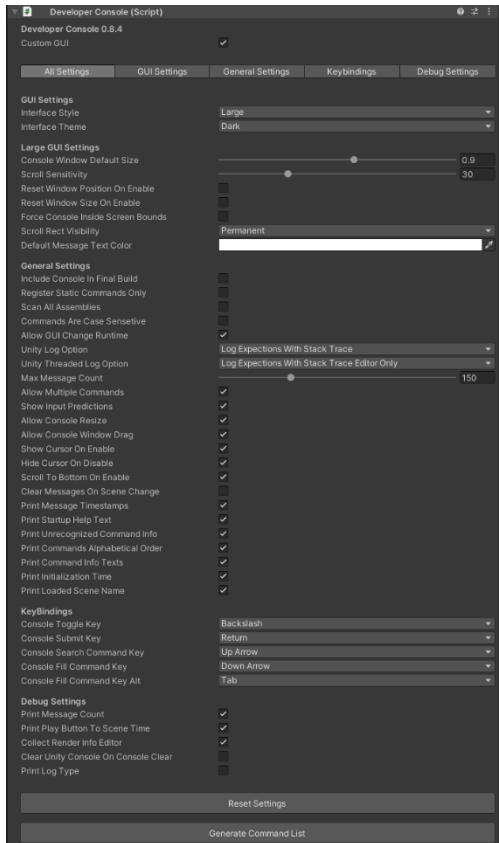 Developer Console (Script)
Developer Console 0.8.4
Custom GUI
All Settings GUI Settings General Settings Keybindings Debug Settings
GUI Settings
Interface Style Large
Interface Theme Dark
Large GUI Settings
Console Window Default Size 0.9
Scroll Sensitivity 30
Reset Window Position On Enable
Reset Window Size On Enable
Force Console Inside Screen Bounds
Scroll Rect Visibility Permanent
Default Message Text Color
General Settings
Include Console In Final Build
Register Static Commands Only
Scan All Assemblies
Commands Are Case Sensetive
Allow GUI Change Runtime
Unity Log Option Log Expections With Stack Trace
Unity Threaded Log Option Log Expections With Stack Trace Editor Only
Max Message Count 150
Allow Multiple Commands
Show Input Predictions
Allow Console Resize
Allow Console Window Drag
Show Cursor On Enable
Hide Cursor On Disable
Scroll To Bottom On Enable
Clear Messages On Scene Change
Print Message Timestamps
Print Startup Help Text
Print Unrecognized Command Info
Print Commands Alphabetical Order
Print Command Info Texts
Print Initialization Time
Print Loaded Scene Name
KeyBindings
Console Toggle Key Backslash
Console Submit Key Return
Console Search Command Key Up Arrow
Console Fill Command Key Down Arrow
Console Fill Command Key Alt Tab
Debug Settings
Print Message Count
Print Play Button To Scene Time
Collect Render Info Editor
Clear Unity Console On Console Clear
Print Log Type
Reset Settings
Generate Command List